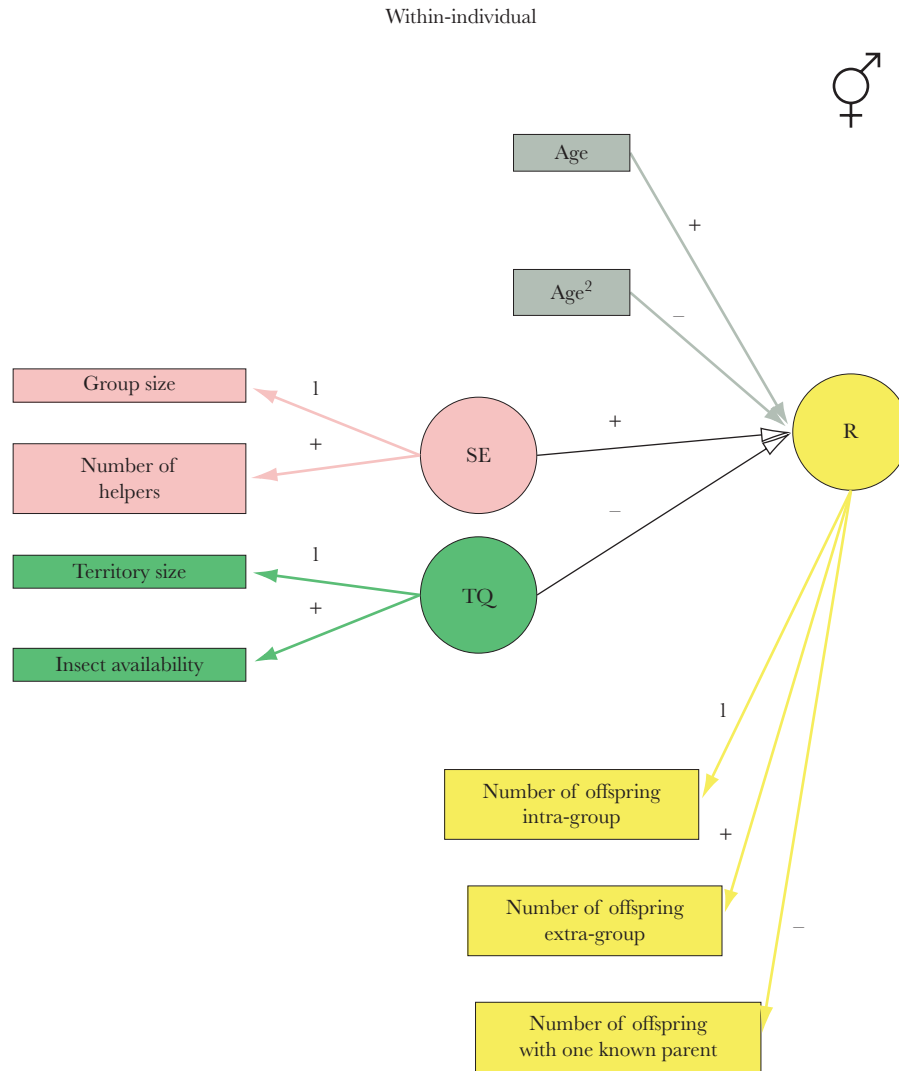 Within-individual
Age
+
Age²
–
Group size
1
+
Number of
helpers
SE
+
R
Territory size
1
+
TQ
–
Insect availability
1
Number of offspring
intra-group
+
Number of offspring
extra-group
–
Number of offspring
with one known parent